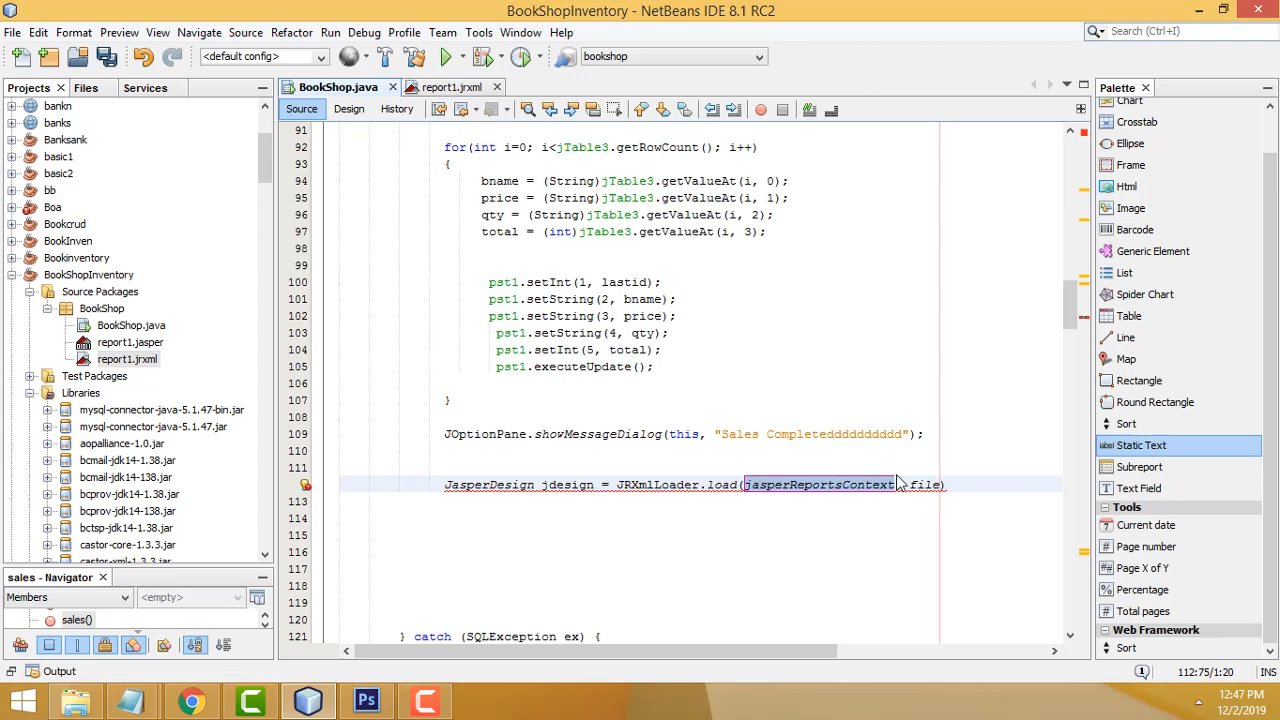 BookShopInventory - NetBeans IDE 8.1 RC2
File Edit Format Preview View Navigate Source Refactor Run Debug Profile Team Tools Window Help
Search (Ctrl+I)
<default config>
bookshop
Projects Files Services
BookShop.java report1.jrxml
Palette
Source Design History
bankn
banks
Banksank
basic1
basic2
bb
Boa
Bookcrud
BookInven
Bookinventory
BookShopInventory
Source Packages
BookShop
BookShop.java
report1.jasper
report1.jrxml
Test Packages
Libraries
mysql-connector-java-5.1.47-bin.jar
mysql-connector-java-5.1.47.jar
aopalliance-1.0.jar
bcmail-jdk14-1.38.jar
bcmail-jdk14-138.jar
bcprov-jdk14-1.38.jar
bcprov-jdk14-138.jar
bctsp-jdk14-1.38.jar
castor-core-1.3.3.jar
castor-xml-1.3.3.jar
sales - Navigator
Members
<empty>
sales()
91
92 for(int i=0; i<jTable3.getRowCount(); i++)
93 {
94 bname = (String)jTable3.getValueAt(i, 0);
95 price = (String)jTable3.getValueAt(i, 1);
96 qty = (String)jTable3.getValueAt(i, 2);
97 total = (int)jTable3.getValueAt(i, 3);
98
99
100 pst1.setInt(1, lastid);
101 pst1.setString(2, bname);
102 pst1.setString(3, price);
103 pst1.setString(4, qty);
104 pst1.setInt(5, total);
105 pst1.executeUpdate();
106
107 }
108
109 JOptionPane.showMessageDialog(this, "Sales Completedddddddddd");
110
111
JasperDesign jdesign = JRXmlLoader.load(jasperReportsContext, file)
113
114
115
116
117
118
119
120
121 } catch (SQLException ex) {
Chart
Crosstab
Ellipse
Frame
Html
Image
Barcode
Generic Element
List
Spider Chart
Table
Line
Map
Rectangle
Round Rectangle
Sort
Static Text
Subreport
Text Field
Tools
Current date
Page number
Page X of Y
Percentage
Total pages
Web Framework
Sort
Output
112:75/1:20
INS
Ps
12:47 PM
12/2/2019